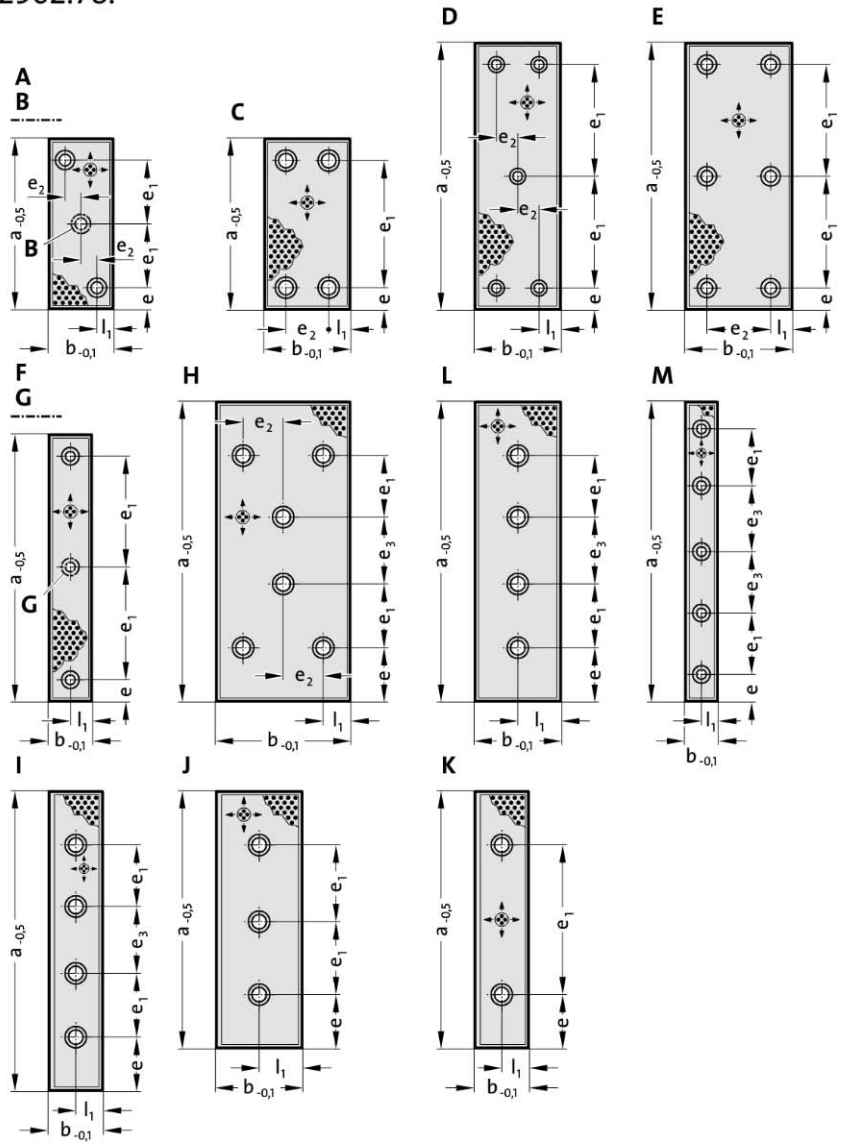 D
E
A
B
C
e₁
e₁
a -0,5
a -0,5
e₂
e₁
e₁
e₂
a -0,5
a -0,5
e₂
B
e₂
e₁
e₁
e₁
e
e
e
e
l₁
b -0,1
e₂
l₁
b -0,1
l₁
b -0,1
e₂
l₁
b -0,1
F
G
H
L
M
e₂
e₁
e₁
e₁
e₁
e₃
e₃
e₃
e₃
a -0,5
a -0,5
a -0,5
a -0,5
G
e₁
e₁
e₁
e₁
e
e₂
e
e
e
l₁
b -0,1
l₁
b -0,1
l₁
b -0,1
l₁
b -0,1
I
J
K
e₁
e₁
e₁
a -0,5
e₃
a -0,5
a -0,5
e₁
e₁
e
e
e
l₁
b -0,1
l₁
b -0,1
l₁
b -0,1